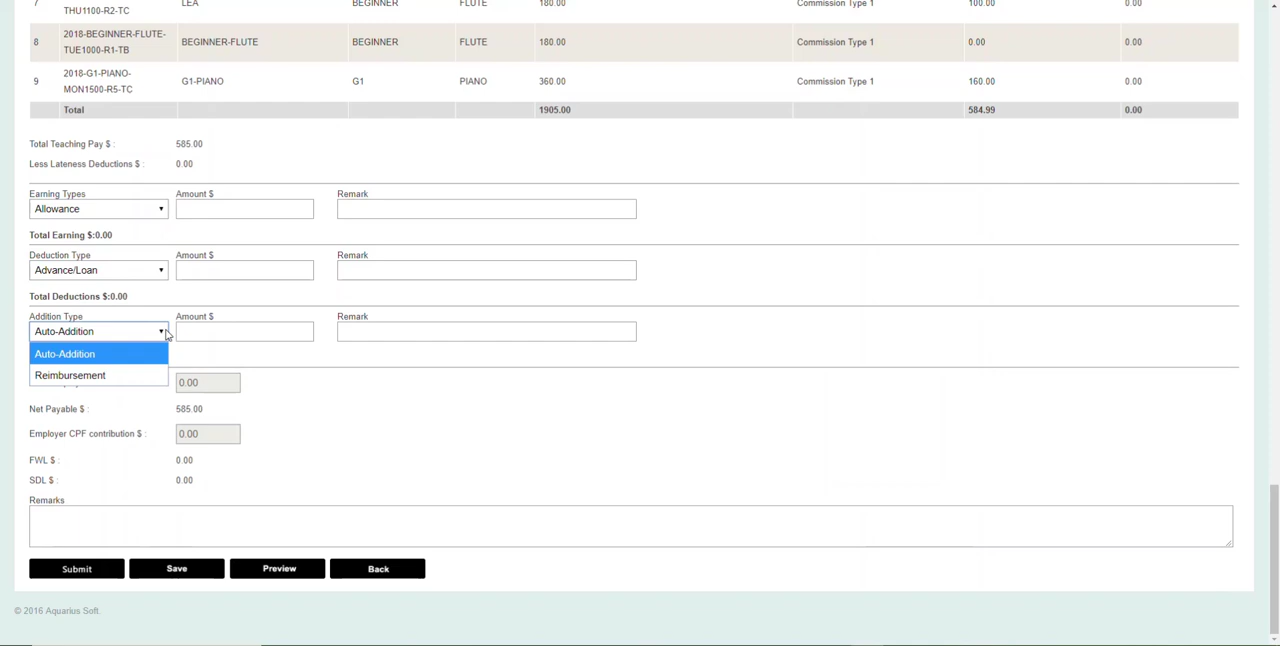 7 LEA BEGINNER FLUTE 180.00 Commission Type 1 100.00 0.00
THU1100-R2-TC
2018-BEGINNER-FLUTE-
8 BEGINNER-FLUTE BEGINNER FLUTE 180.00 Commission Type 1 0.00 0.00
TUE1000-R1-TB
2018-G1-PIANO-
9 G1-PIANO G1 PIANO 360.00 Commission Type 1 160.00 0.00
MON1500-R5-TC
Total 1905.00 584.99 0.00
Total Teaching Pay $ : 585.00
Less Lateness Deductions $ : 0.00
Earning Types Amount $ Remark
Allowance
Total Earning $:0.00
Deduction Type Amount $ Remark
Advance/Loan
Total Deductions $:0.00
Addition Type Amount $ Remark
Auto-Addition
Auto-Addition
Reimbursement
0.00
Net Payable $ : 585.00
Employer CPF contribution $ : 0.00
FWL $ : 0.00
SDL $ : 0.00
Remarks
Submit Save Preview Back
© 2016 Aquarius Soft.